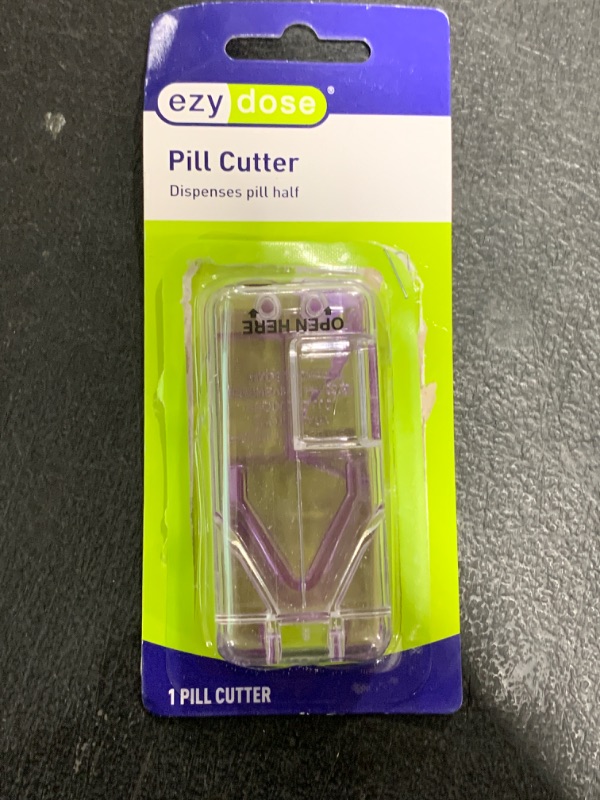 ezy dose®
Pill Cutter
Dispenses pill half
OPEN HERE
1 PILL CUTTER